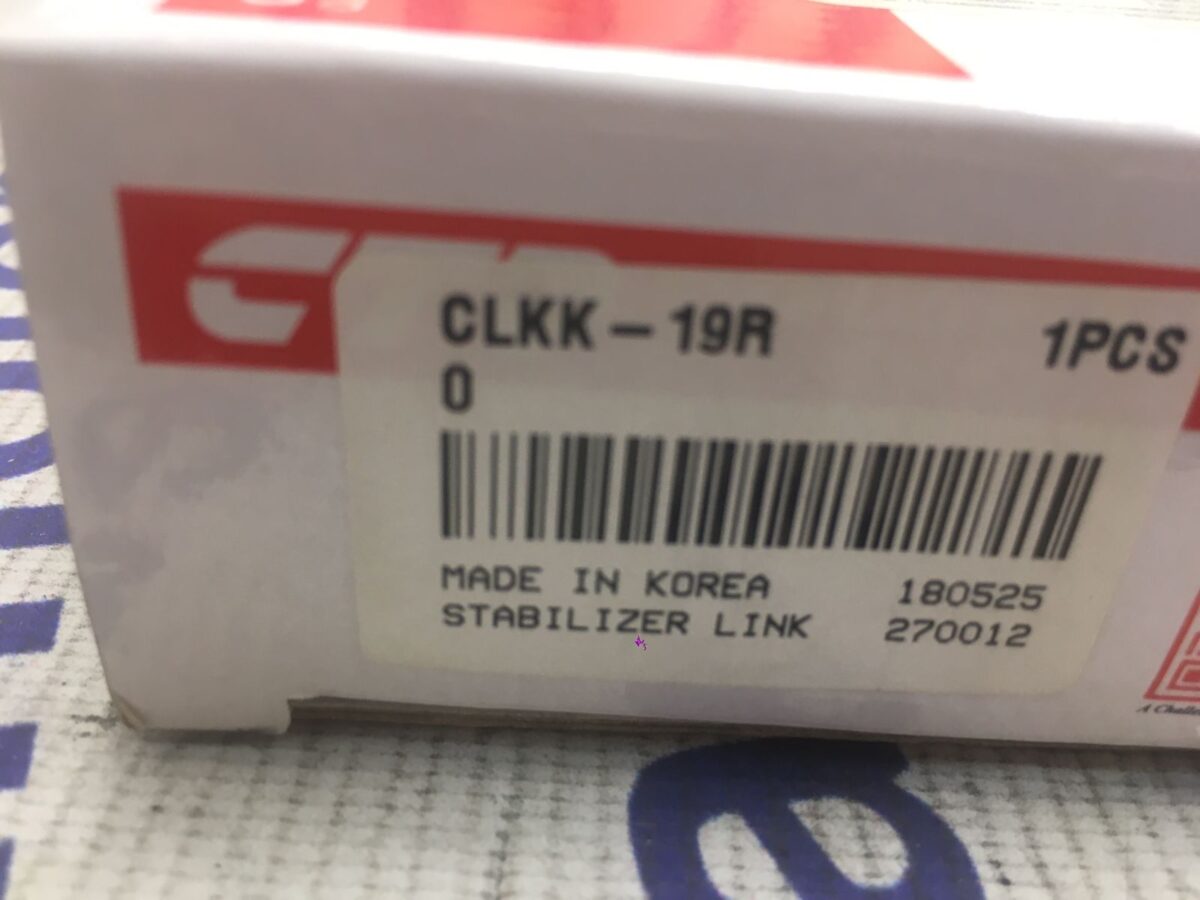 CLKK-19R 1PCS
0
MADE IN KOREA 180525
STABILIZER LINK 270012